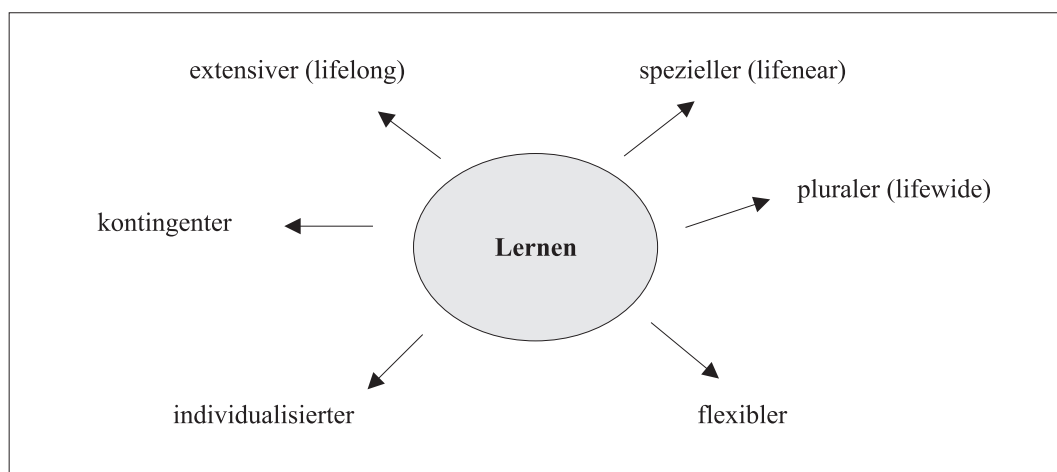 extensiver (lifelong)
spezieller (lifenear)
pluraler (lifewide)
kontingenter
Lernen
individualisierter
flexibler